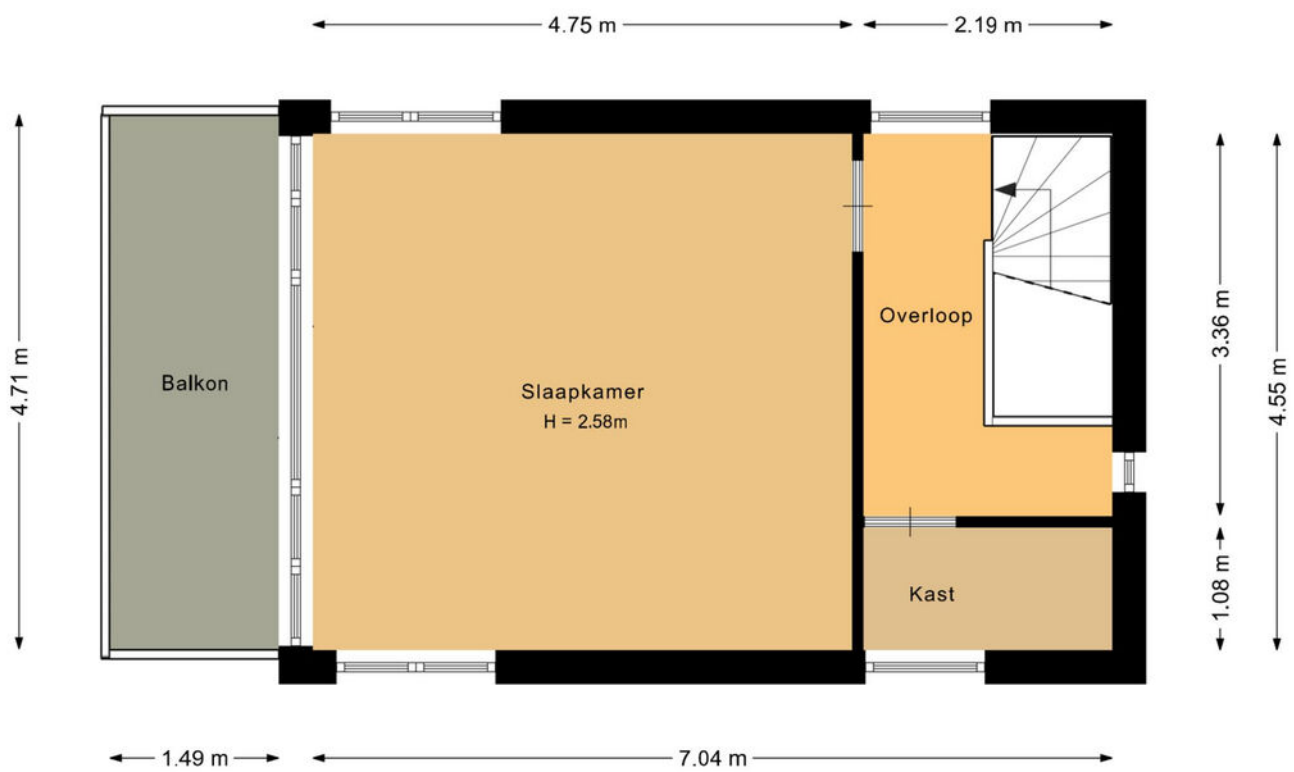 4.75 m
2.19 m
4.71 m
Balkon
Slaapkamer
H = 2.58m
Overloop
3.36 m
4.55 m
Kast
1.08 m
1.49 m
7.04 m